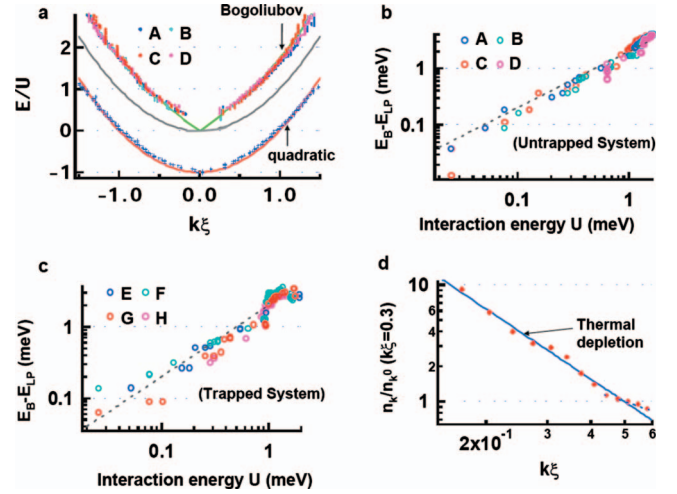 a
Bogoliubov
A B
C D
E/U
2
1
0
-1
quadratic
-1.0 0.0 1.0
kξ
b
A B
C D
E_B-E_LP (meV)
1
0.1
(Untrapped System)
0.1 1
Interaction energy U (meV)
c
E F
G H
E_B-E_LP (meV)
1
0.1
(Trapped System)
0.1 1
Interaction energy U (meV)
d
n_k/n_k⁰ (kξ=0.3)
10
6
4
2
1
Thermal
depletion
2x10⁻¹ 3 4 5 6
kξ